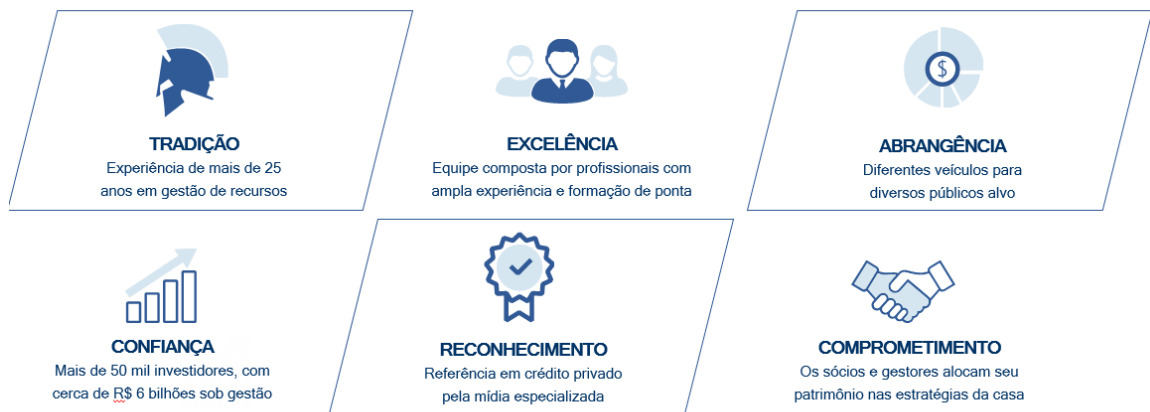 $
TRADIÇÃO
Experiência de mais de 25
anos em gestão de recursos
EXCELÊNCIA
Equipe composta por profissionais com
ampla experiência e formação de ponta
ABRANGÊNCIA
Diferentes veículos para
diversos públicos alvo
CONFIANÇA
Mais de 50 mil investidores, com
cerca de R$ 6 bilhões sob gestão
RECONHECIMENTO
Referência em crédito privado
pela mídia especializada
COMPROMETIMENTO
Os sócios e gestores alocam seu
patrimônio nas estratégias da casa